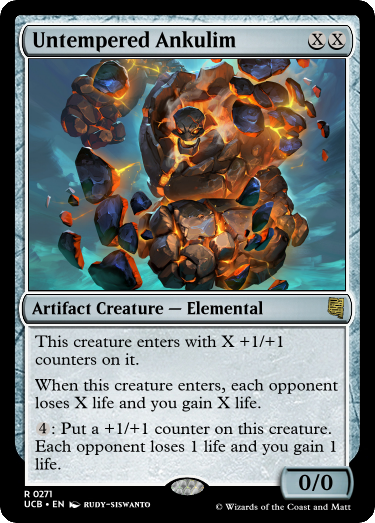 Untempered Ankulim X X
Artifact Creature — Elemental
This creature enters with X +1/+1
counters on it.
When this creature enters, each opponent
loses X life and you gain X life.
4 : Put a +1/+1 counter on this creature.
Each opponent loses 1 life and you gain 1
life.
0/0
R 0271
UCB • EN RUDY-SISWANTO
© Wizards of the Coast and Matt